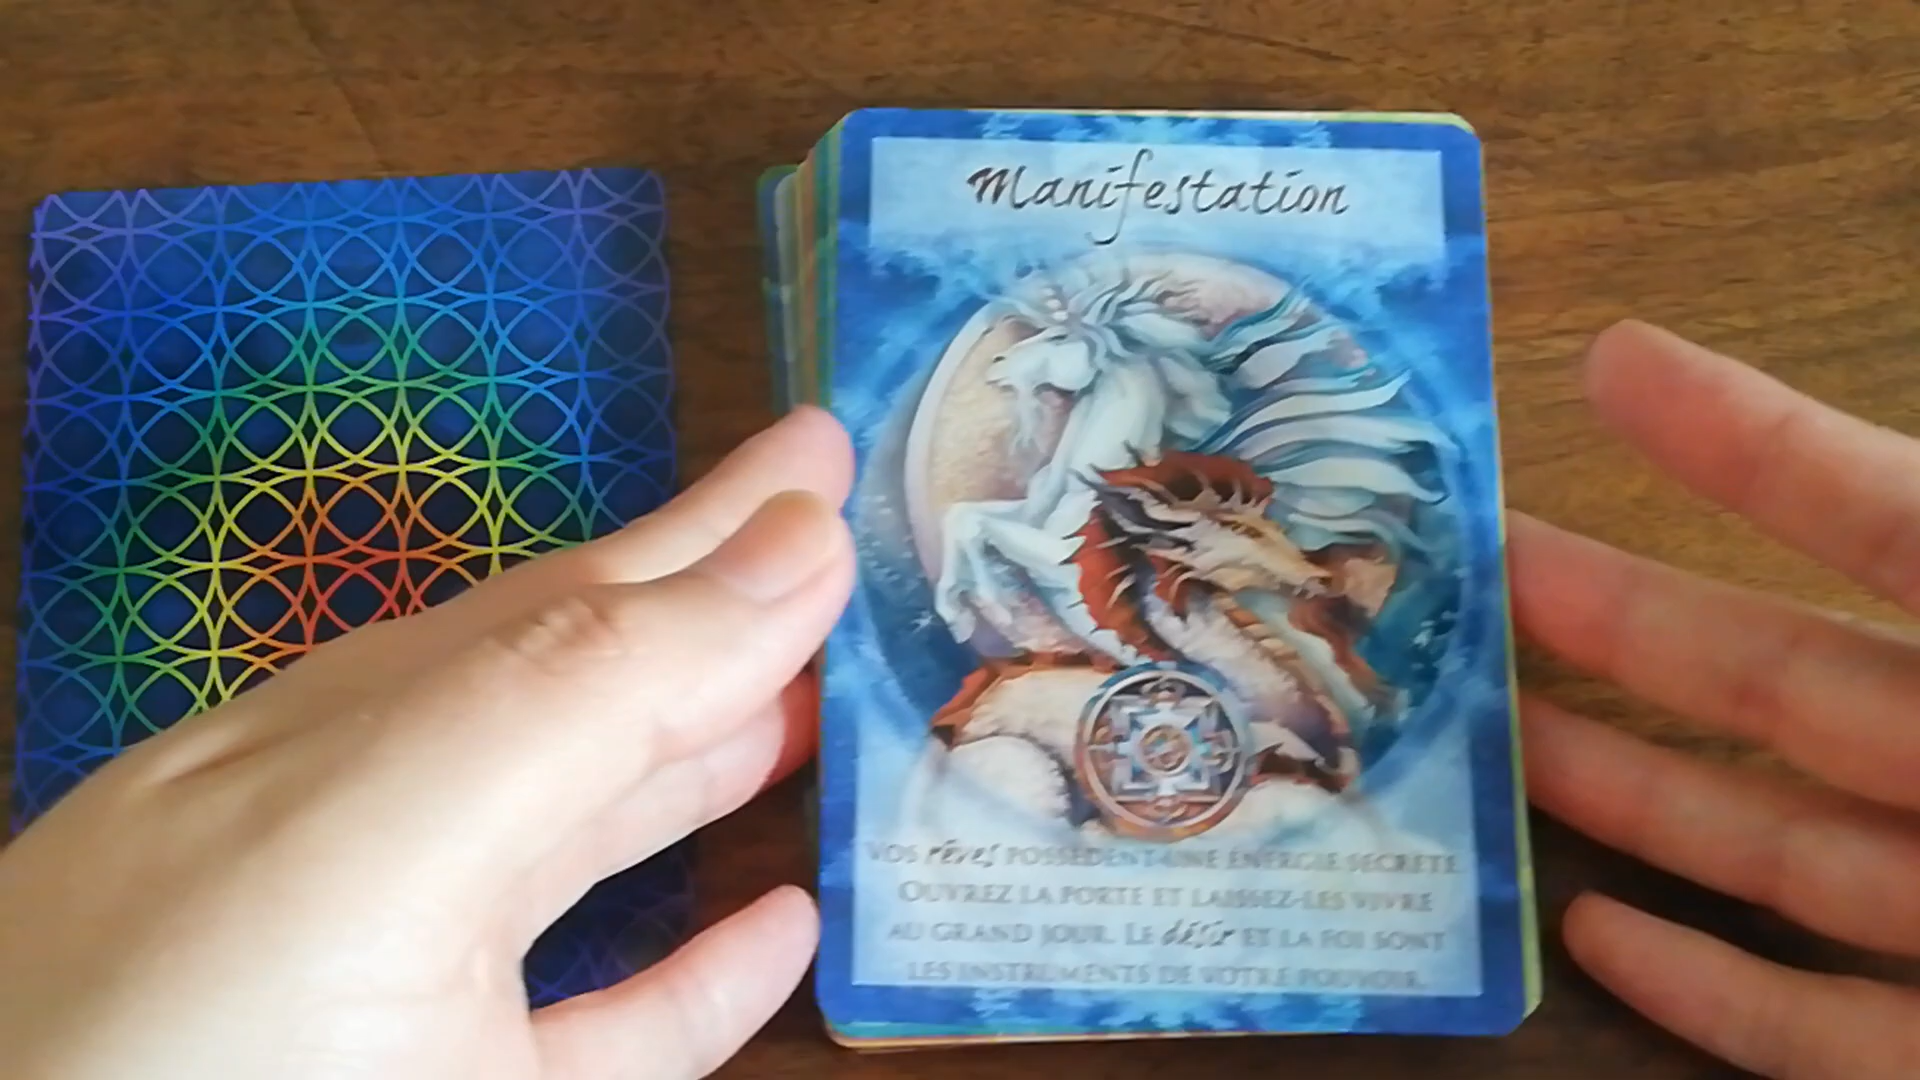 Manifestation
VOS rêves POSSÈDENT UNE ÉNERGIE SECRÈTE.
OUVREZ LA PORTE ET LAISSEZ-LES VIVRE
AU GRAND JOUR. LE désir ET LA FOI SONT
LES INSTRUMENTS DE VOTRE POUVOIR.